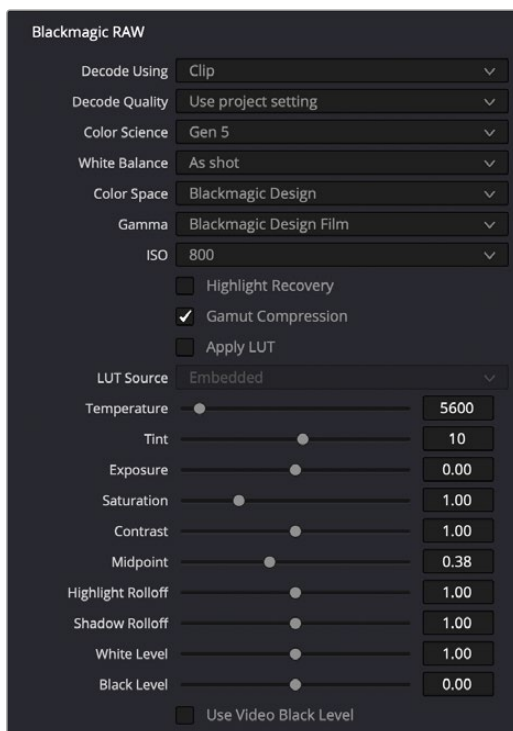 Blackmagic RAW
Decode Using Clip
Decode Quality Use project setting
Color Science Gen 5
White Balance As shot
Color Space Blackmagic Design
Gamma Blackmagic Design Film
ISO 800
Highlight Recovery
Gamut Compression
Apply LUT
LUT Source Embedded
Temperature 5600
Tint 10
Exposure 0.00
Saturation 1.00
Contrast 1.00
Midpoint 0.38
Highlight Rolloff 1.00
Shadow Rolloff 1.00
White Level 1.00
Black Level 0.00
Use Video Black Level